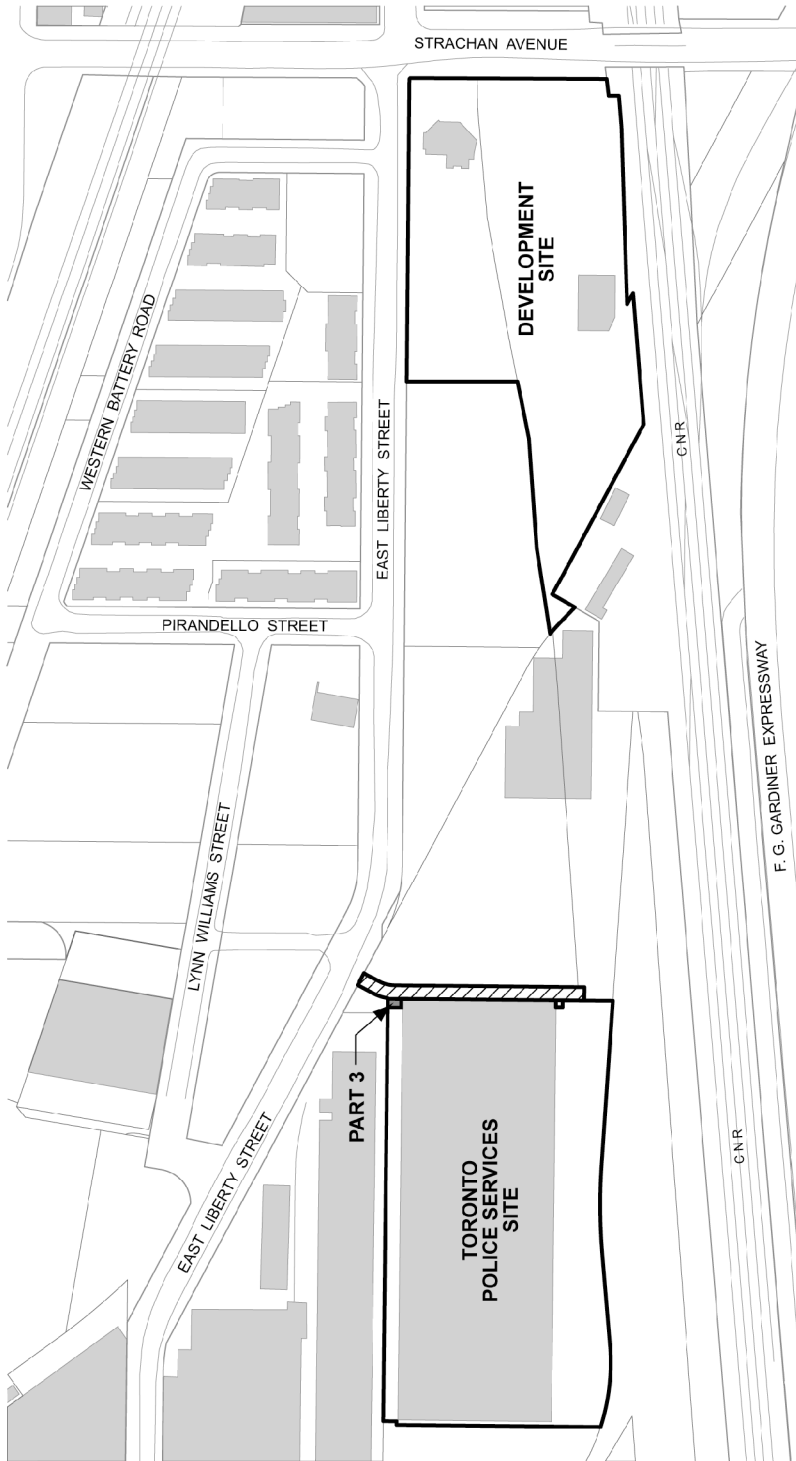 STRACHAN AVENUE
DEVELOPMENT
SITE
WESTERN BATTERY ROAD
EAST LIBERTY STREET
CNR
PIRANDELLO STREET
F. G. GARDINER EXPRESSWAY
LYNN WILLIAMS STREET
PART 3
TORONTO
POLICE SERVICES
SITE
CNR
EAST LIBERTY STREET